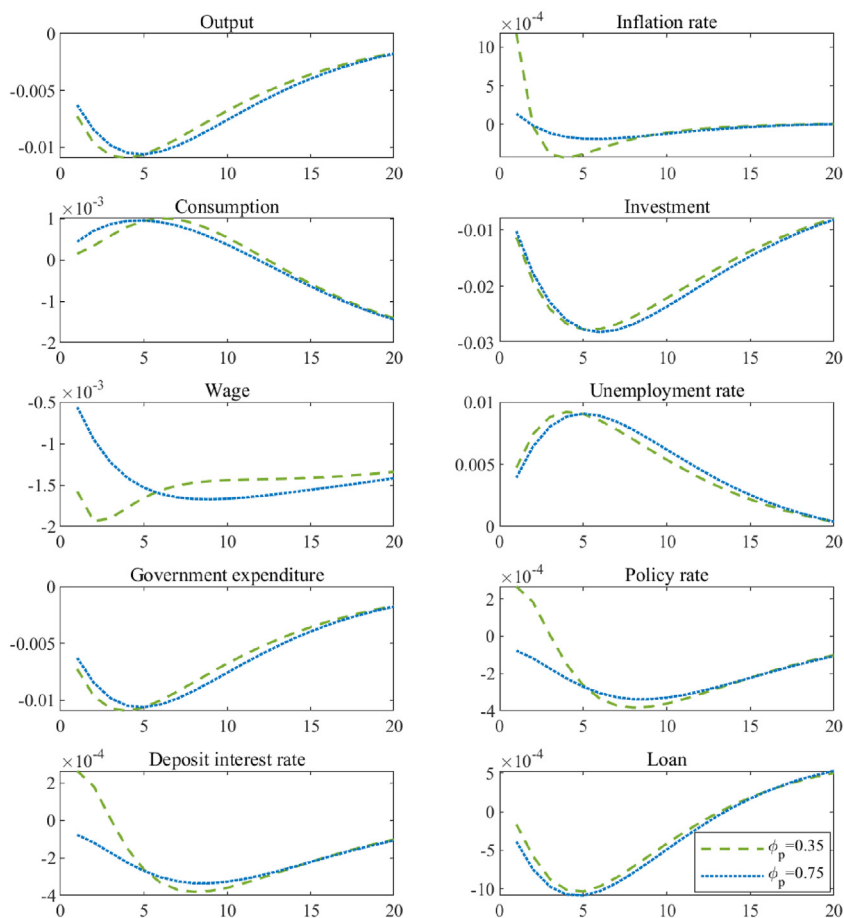 Output
0
-0.005
-0.01
0 5 10 15 20
Inflation rate
×10⁻⁴
10
5
0
0 5 10 15 20
Consumption
×10⁻³
1
0
-1
-2
0 5 10 15 20
Investment
-0.01
-0.02
-0.03
0 5 10 15 20
Wage
×10⁻³
-0.5
-1
-1.5
-2
0 5 10 15 20
Unemployment rate
0.01
0.005
0
0 5 10 15 20
Government expenditure
0
-0.005
-0.01
0 5 10 15 20
Policy rate
×10⁻⁴
2
0
-2
-4
0 5 10 15 20
Deposit interest rate
×10⁻⁴
2
0
-2
-4
0 5 10 15 20
Loan
×10⁻⁴
5
0
-5
-10
0 5 10 15 20
ϕₚ=0.35
ϕₚ=0.75